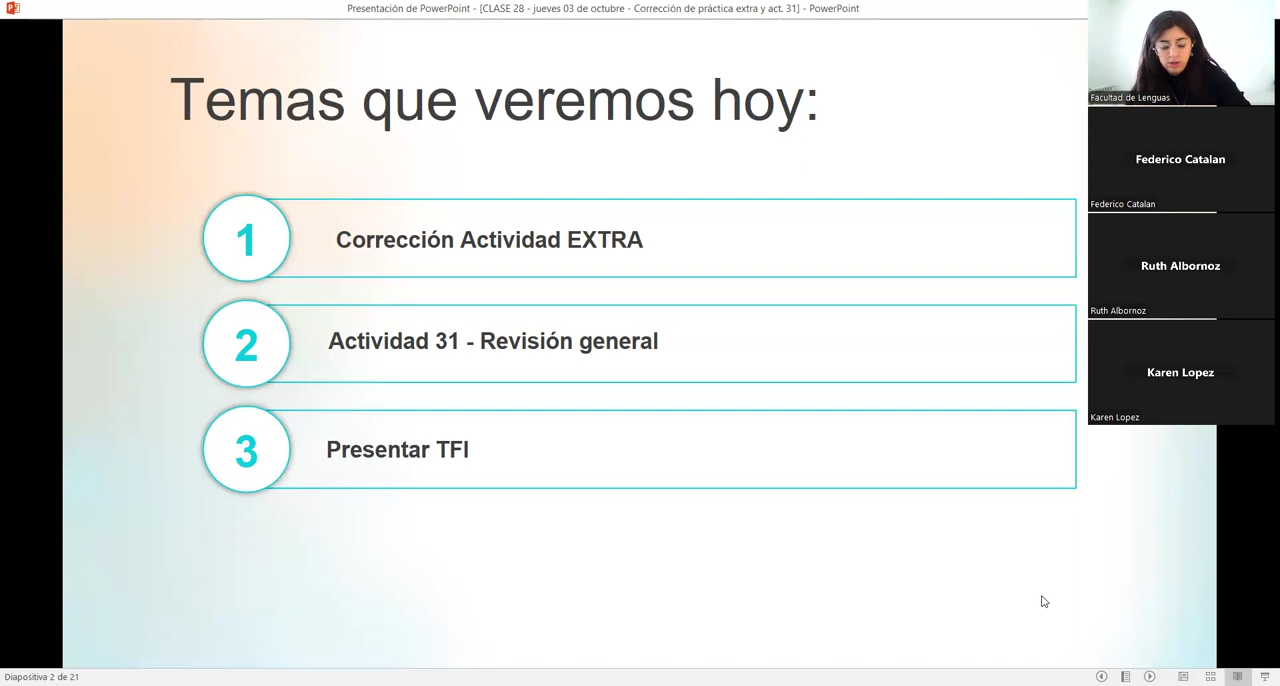 Presentación de PowerPoint - [CLASE 28 - jueves 03 de octubre - Corrección de práctica extra y act. 31] - PowerPoint
Temas que veremos hoy:
1
Corrección Actividad EXTRA
2
Actividad 31 - Revisión general
3
Presentar TFI
Facultad de Lenguas
Federico Catalan
Federico Catalan
Ruth Albornoz
Ruth Albornoz
Karen Lopez
Karen Lopez
Diapositiva 2 de 21